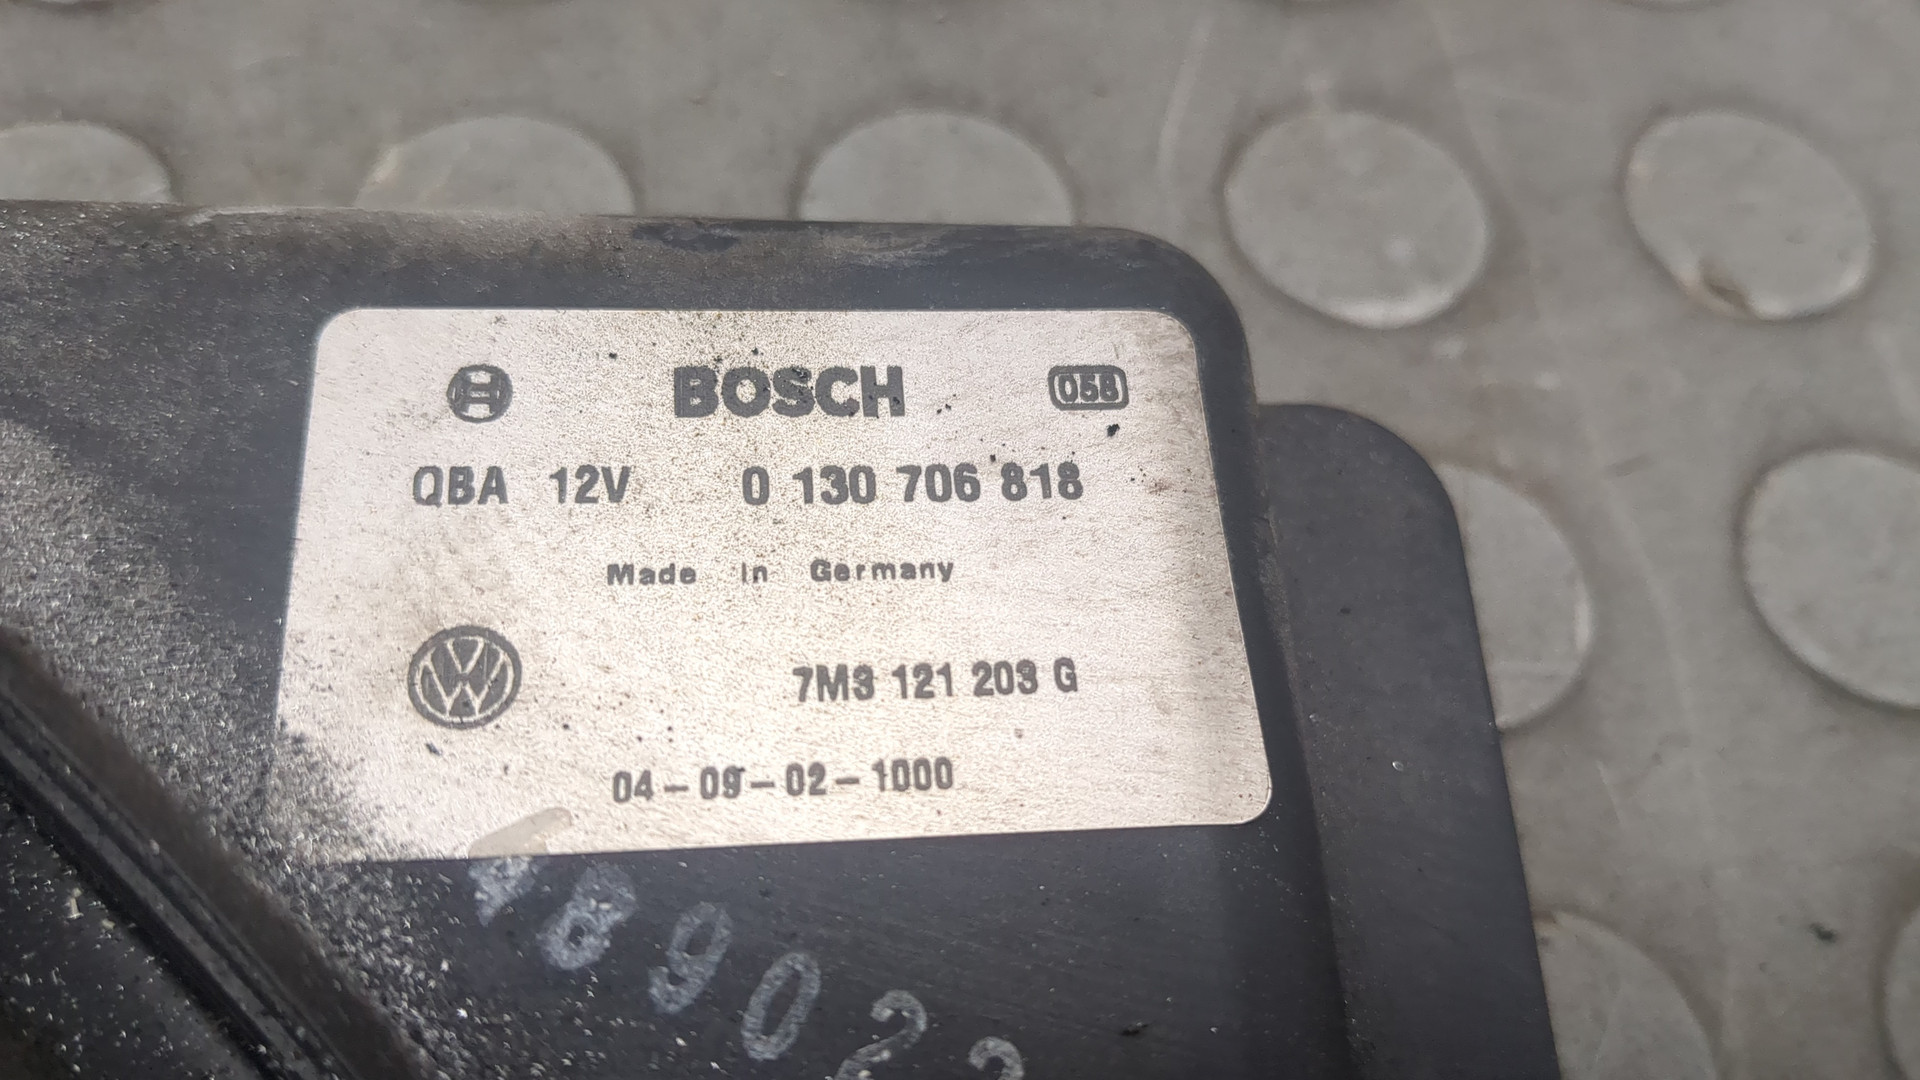 BOSCH 058
QBA 12V 0 130 706 818
Made in Germany
7M3 121 203 G
04-09-02-1000